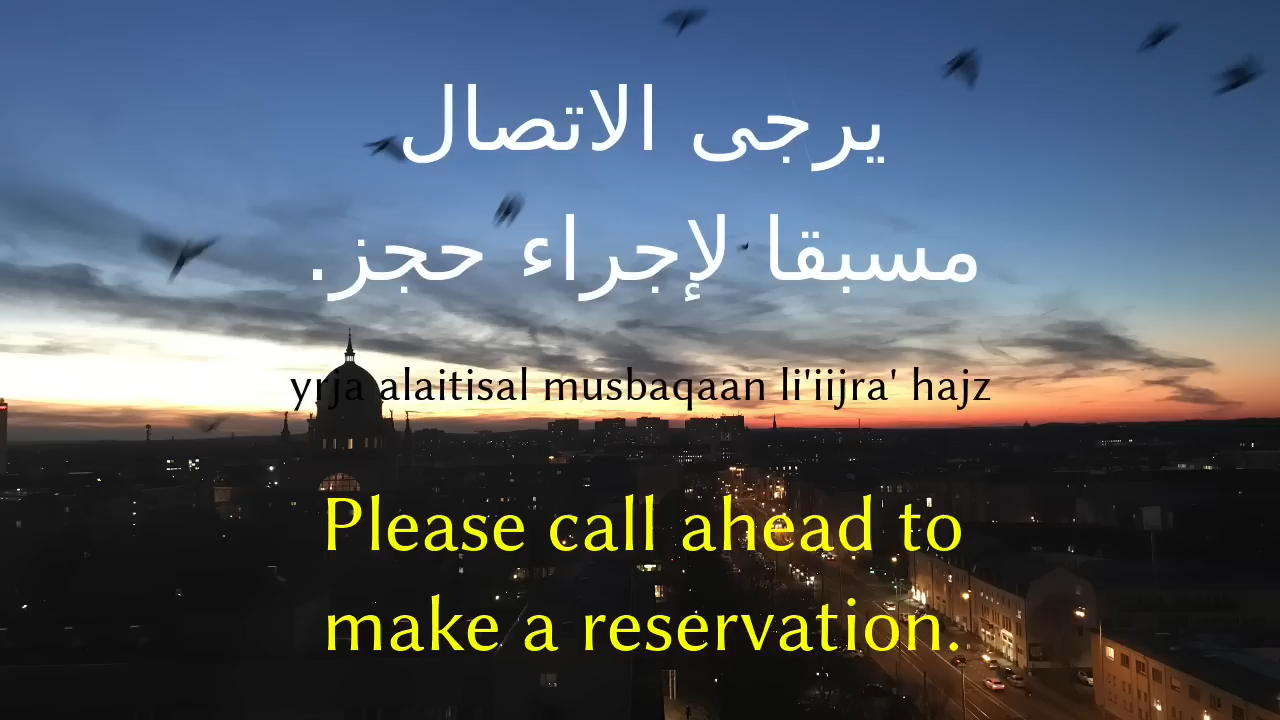 يرجى الاتصال
مسبقا لإجراء حجز.
yrja alaitisal musbaqaan li'iijra' hajz
Please call ahead to
make a reservation.